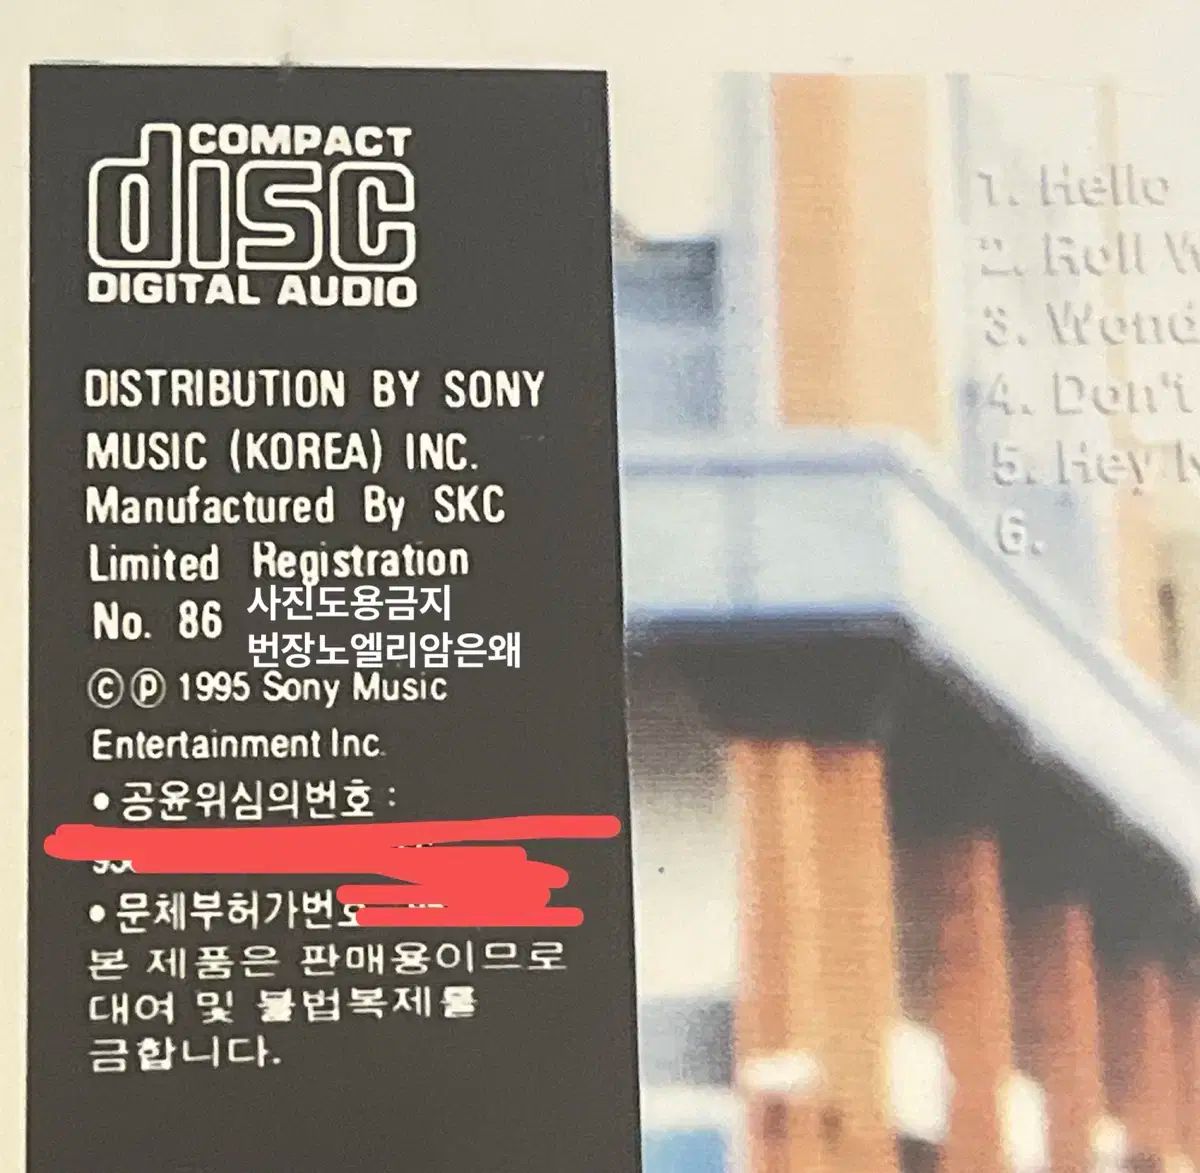 COMPACT
disc
DIGITAL AUDIO
DISTRIBUTION BY SONY
MUSIC (KOREA) INC.
Manufactured By SKC
Limited Registration
No. 86
사진도용금지
번장노엘리암은왜
ⓒⓟ 1995 Sony Music
Entertainment Inc.
• 공윤위심의번호 :
• 문체부허가번호
본 제품은 판매용이므로
대여 및 불법복제를
금합니다.
1. Hello
2. Roll
3.
4. Don't
5. Hey
6.